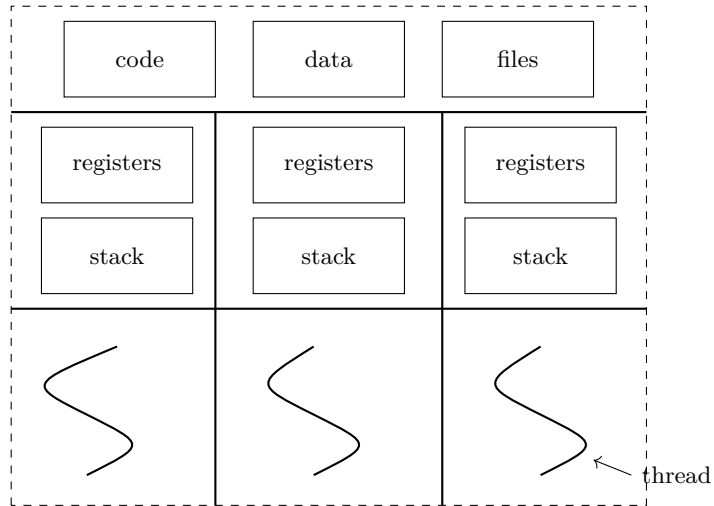 code data files
registers registers registers
stack stack stack
thread